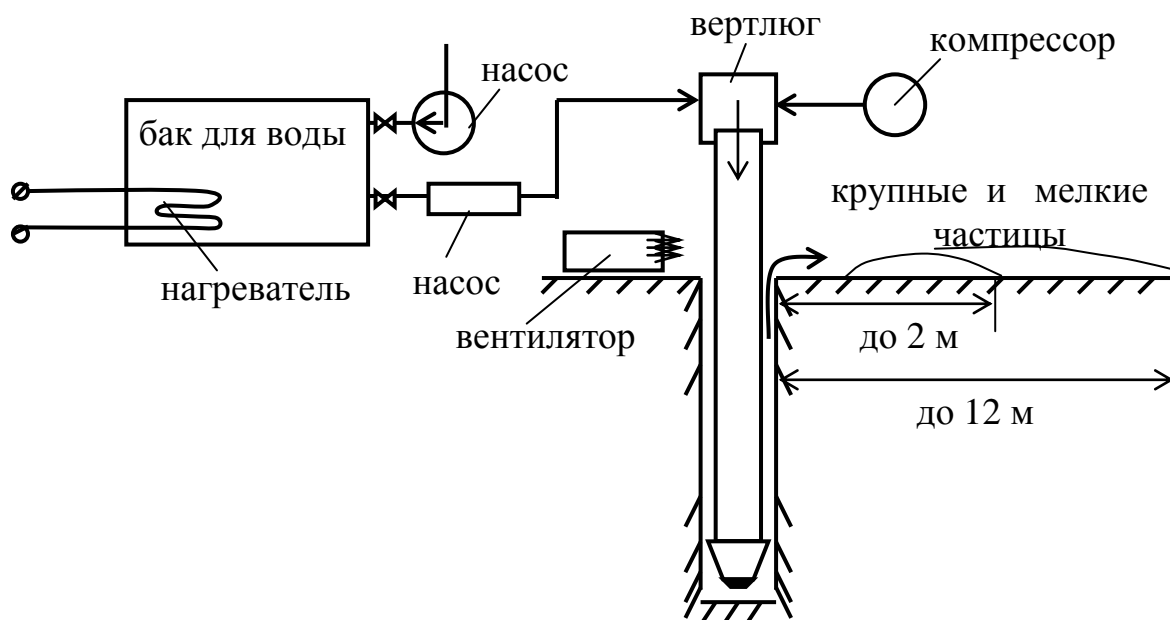 вертлюг
компрессор
насос
бак для воды
крупные и мелкие
частицы
нагреватель
насос
вентилятор
до 2 м
до 12 м